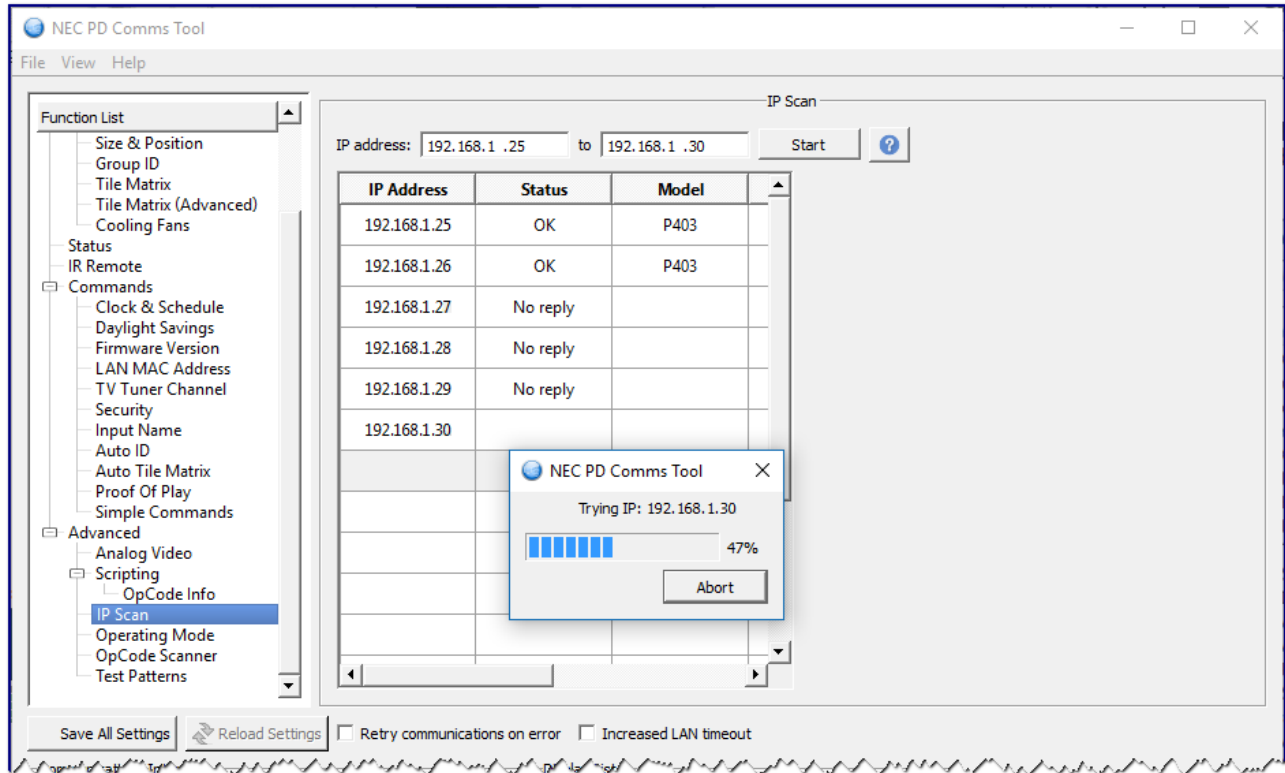 NEC PD Comms Tool
File View Help
Function List
Size & Position
Group ID
Tile Matrix
Tile Matrix (Advanced)
Cooling Fans
Status
IR Remote
Commands
Clock & Schedule
Daylight Savings
Firmware Version
LAN MAC Address
TV Tuner Channel
Security
Input Name
Auto ID
Auto Tile Matrix
Proof Of Play
Simple Commands
Advanced
Analog Video
Scripting
OpCode Info
IP Scan
Operating Mode
OpCode Scanner
Test Patterns
IP Scan
IP address: 192.168.1 .25 to 192.168.1 .30 Start ?
IP Address Status Model
192.168.1.25 OK P403
192.168.1.26 OK P403
192.168.1.27 No reply
192.168.1.28 No reply
192.168.1.29 No reply
192.168.1.30
NEC PD Comms Tool
Trying IP: 192.168.1.30
47%
Abort
Save All Settings Reload Settings Retry communications on error Increased LAN timeout